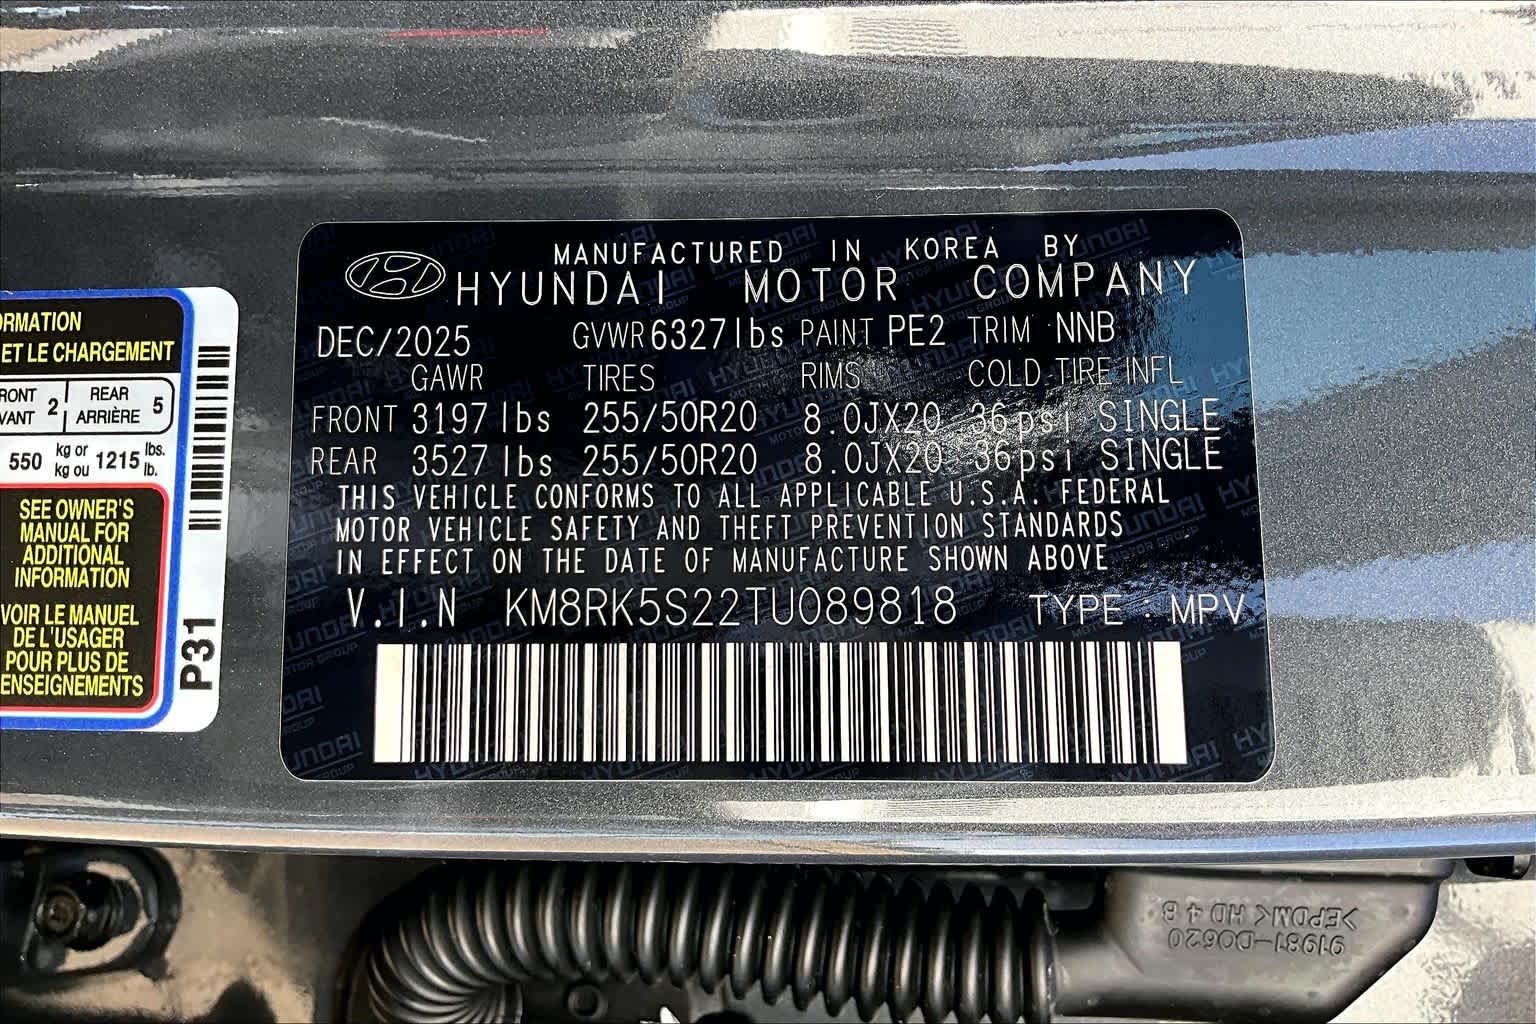 ORMATION
ET LE CHARGEMENT
REAR
2 ARRIÈRE 5
kg or lbs.
550 kg ou 1215 lb.
SEE OWNER'S
MANUAL FOR
ADDITIONAL
INFORMATION
VOIR LE MANUEL
DE L'USAGER
POUR PLUS DE
ENSEIGNEMENTS
P31
MANUFACTURED IN KOREA BY
HYUNDAI MOTOR COMPANY
DEC/2025 GVWR 6327lbs PAINT PE2 TRIM NNB
GAWR TIRES RIMS COLD TIRE INFL
FRONT 3197 lbs 255/50R20 8.0JX20 36psi SINGLE
REAR 3527 lbs 255/50R20 8.0JX20 36psi SINGLE
THIS VEHICLE CONFORMS TO ALL APPLICABLE U.S.A. FEDERAL
MOTOR VEHICLE SAFETY AND THEFT PREVENTION STANDARDS
IN EFFECT ON THE DATE OF MANUFACTURE SHOWN ABOVE
V.I.N KM8RK5S22TU089818 TYPE : MPV
91981-DO620
>EPDM< HD 4 B